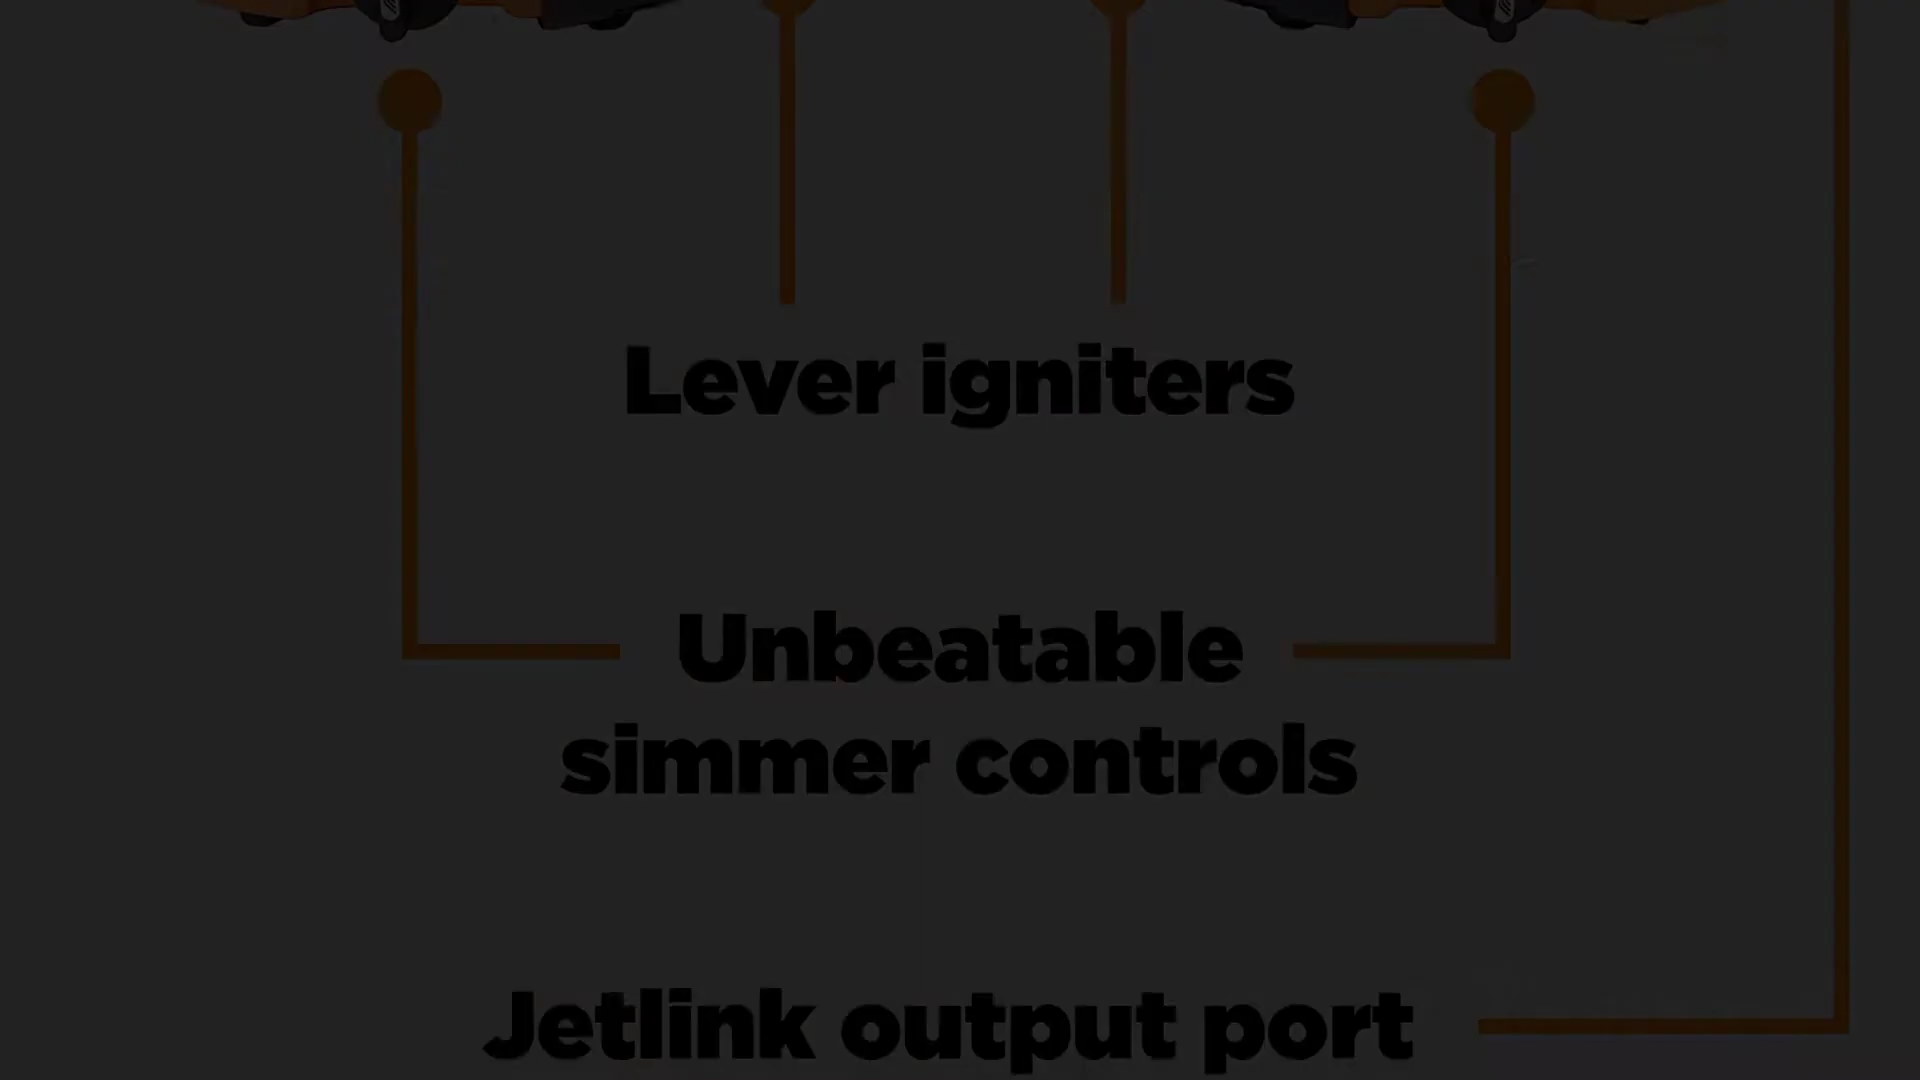 Lever igniters
Unbeatable
simmer controls
Jetlink output port